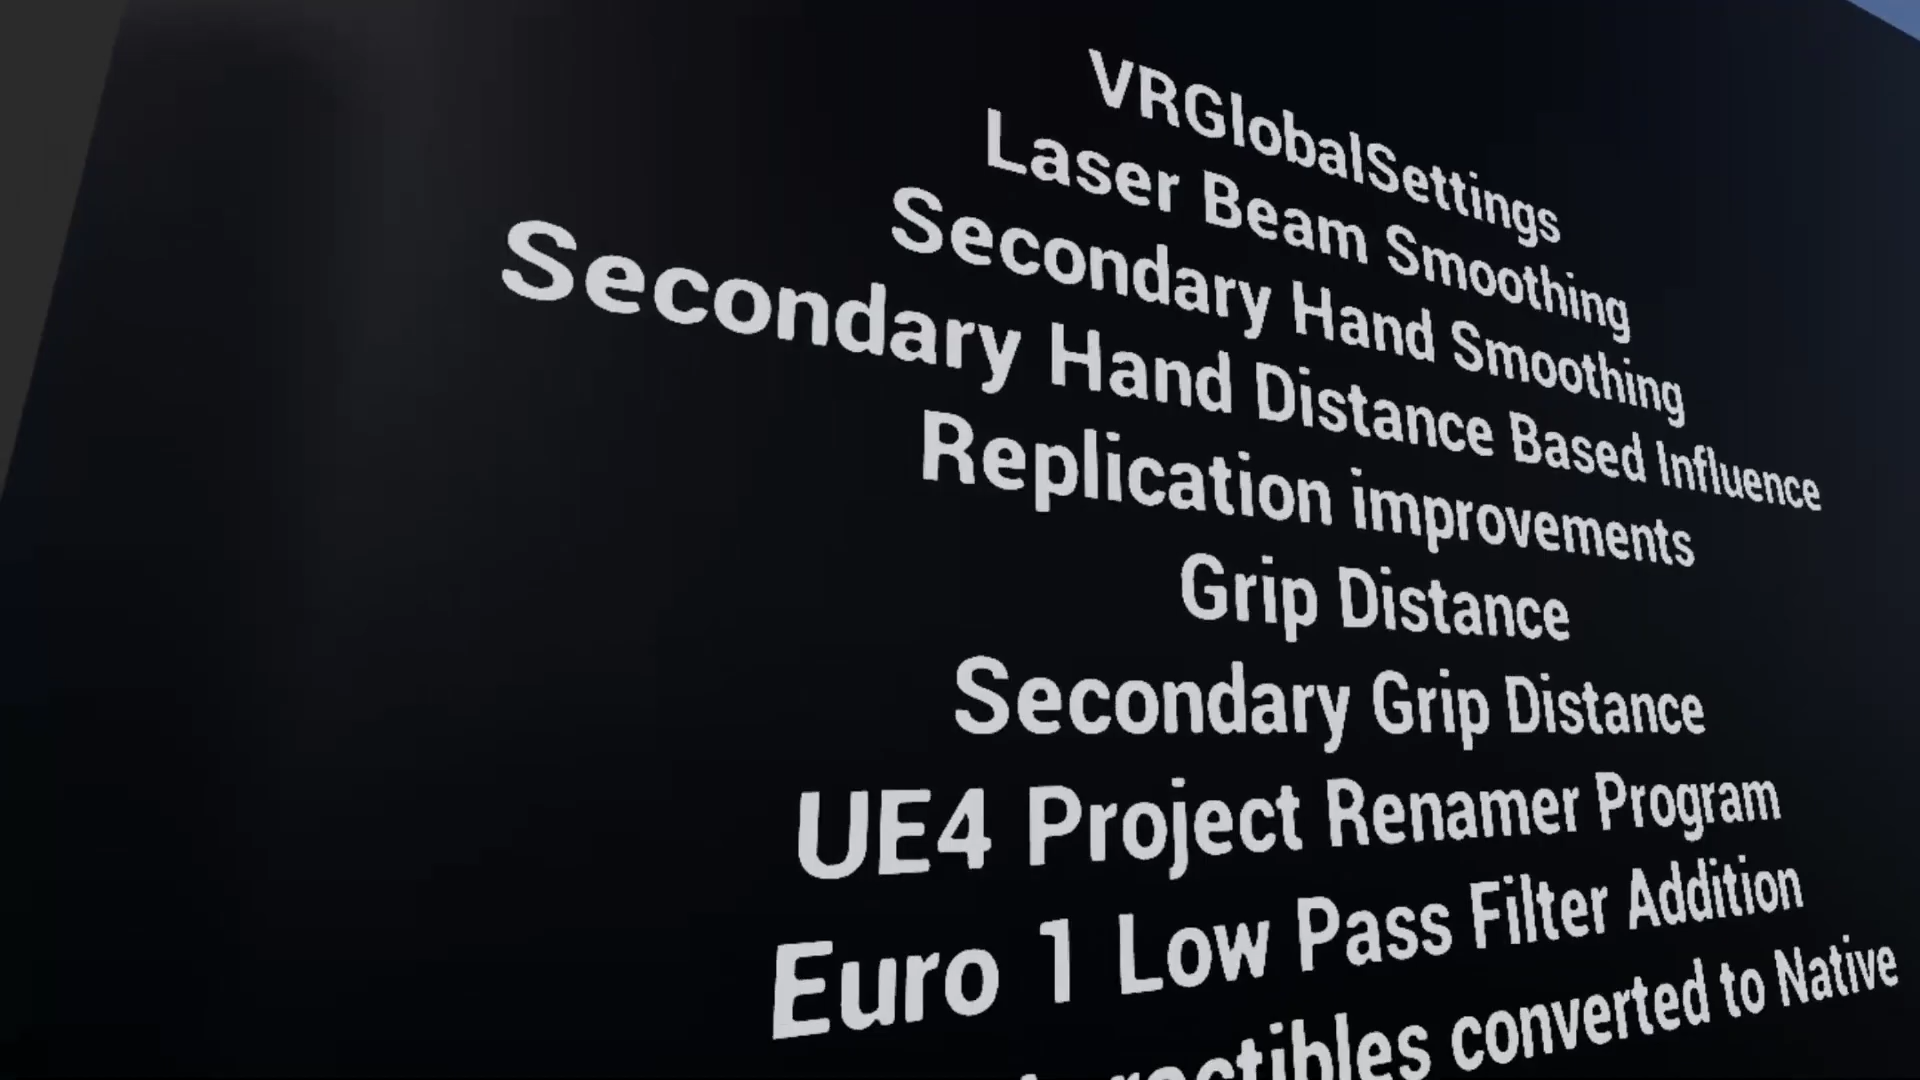 VRGlobalSettings
Laser Beam Smoothing
Secondary Hand Smoothing
Secondary Hand Distance Based Influence
Replication improvements
Grip Distance
Secondary Grip Distance
UE4 Project Renamer Program
Euro 1 Low Pass Filter Addition
converted to Native